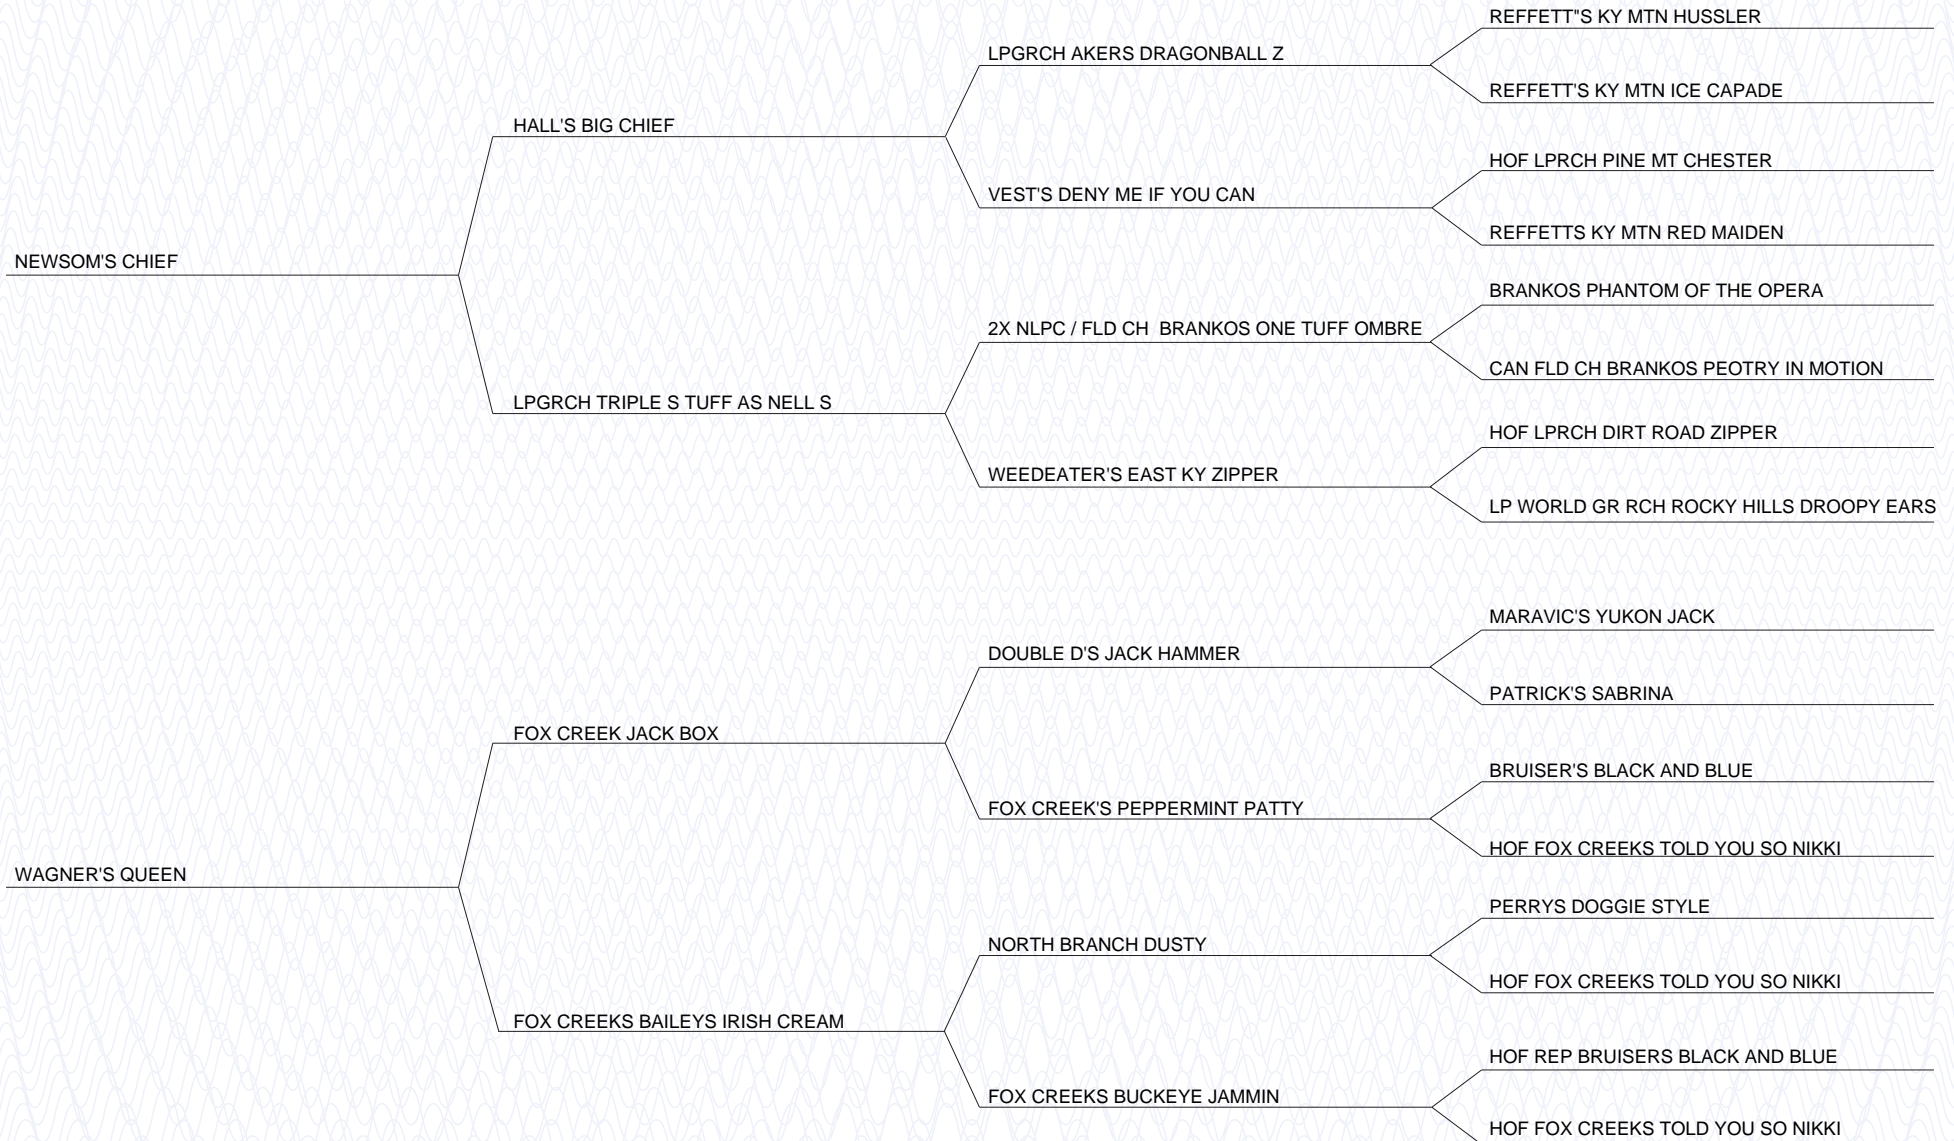 REFFETT"S KY MTN HUSSLER
LPGRCH AKERS DRAGONBALL Z
REFFETT'S KY MTN ICE CAPADE
HALL'S BIG CHIEF
HOF LPRCH PINE MT CHESTER
VEST'S DENY ME IF YOU CAN
REFFETTS KY MTN RED MAIDEN
NEWSOM'S CHIEF
BRANKOS PHANTOM OF THE OPERA
2X NLPC / FLD CH  BRANKOS ONE TUFF OMBRE
CAN FLD CH BRANKOS PEOTRY IN MOTION
LPGRCH TRIPLE S TUFF AS NELL S
HOF LPRCH DIRT ROAD ZIPPER
WEEDEATER'S EAST KY ZIPPER
LP WORLD GR RCH ROCKY HILLS DROOPY EARS
MARAVIC'S YUKON JACK
DOUBLE D'S JACK HAMMER
PATRICK'S SABRINA
FOX CREEK JACK BOX
BRUISER'S BLACK AND BLUE
FOX CREEK'S PEPPERMINT PATTY
HOF FOX CREEKS TOLD YOU SO NIKKI
WAGNER'S QUEEN
PERRYS DOGGIE STYLE
NORTH BRANCH DUSTY
HOF FOX CREEKS TOLD YOU SO NIKKI
FOX CREEKS BAILEYS IRISH CREAM
HOF REP BRUISERS BLACK AND BLUE
FOX CREEKS BUCKEYE JAMMIN
HOF FOX CREEKS TOLD YOU SO NIKKI